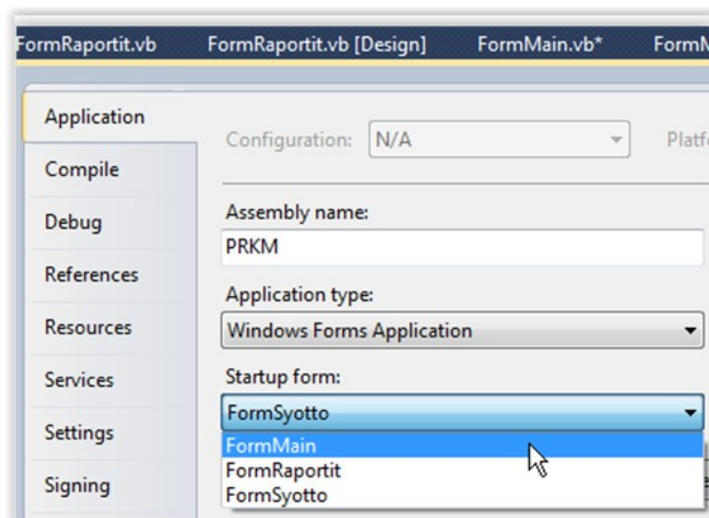 FormRaportit.vb FormRaportit.vb [Design] FormMain.vb*
Application
Configuration: N/A
Compile
Assembly name:
Debug
PRKM
References
Application type:
Resources
Windows Forms Application
Services
Startup form:
FormSyotto
Settings
FormMain
FormRaportit
Signing
FormSyotto